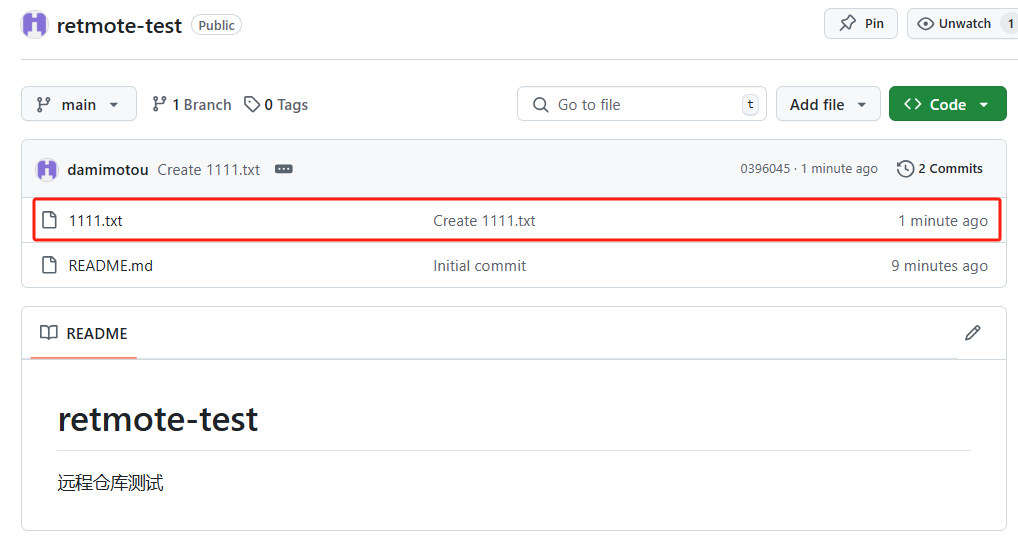 retmote-test Public Pin Unwatch 1
main 1 Branch 0 Tags Go to file t Add file Code
damimotou Create 1111.txt 0396045 · 1 minute ago 2 Commits
1111.txt Create 1111.txt 1 minute ago
README.md Initial commit 9 minutes ago
README
retmote-test
远程仓库测试